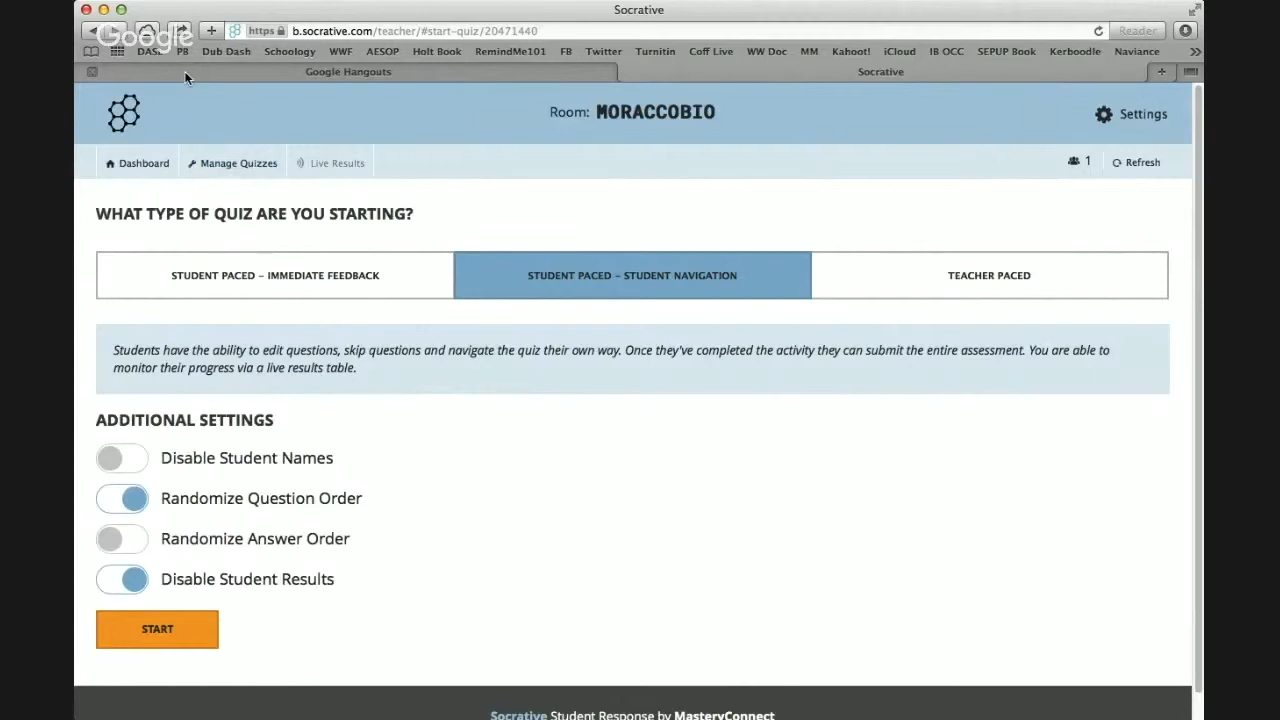 Socrative
Google
https b.socrative.com/teacher/#start-quiz/20471440
Reader
DASL PB Dub Dash Schoology WWF AESOP Holt Book RemindMe101 FB Twitter Turnitin Coff Live WW Doc MM Kahoot! iCloud IB OCC SEPUP Book Kerboodle Naviance
Google Hangouts
Socrative
Room: MORACCOBIO
Settings
Dashboard
Manage Quizzes
Live Results
1
Refresh
WHAT TYPE OF QUIZ ARE YOU STARTING?
STUDENT PACED – IMMEDIATE FEEDBACK
STUDENT PACED – STUDENT NAVIGATION
TEACHER PACED
Students have the ability to edit questions, skip questions and navigate the quiz their own way. Once they've completed the activity they can submit the entire assessment. You are able to
monitor their progress via a live results table.
ADDITIONAL SETTINGS
Disable Student Names
Randomize Question Order
Randomize Answer Order
Disable Student Results
START
Socrative Student Response by MasteryConnect